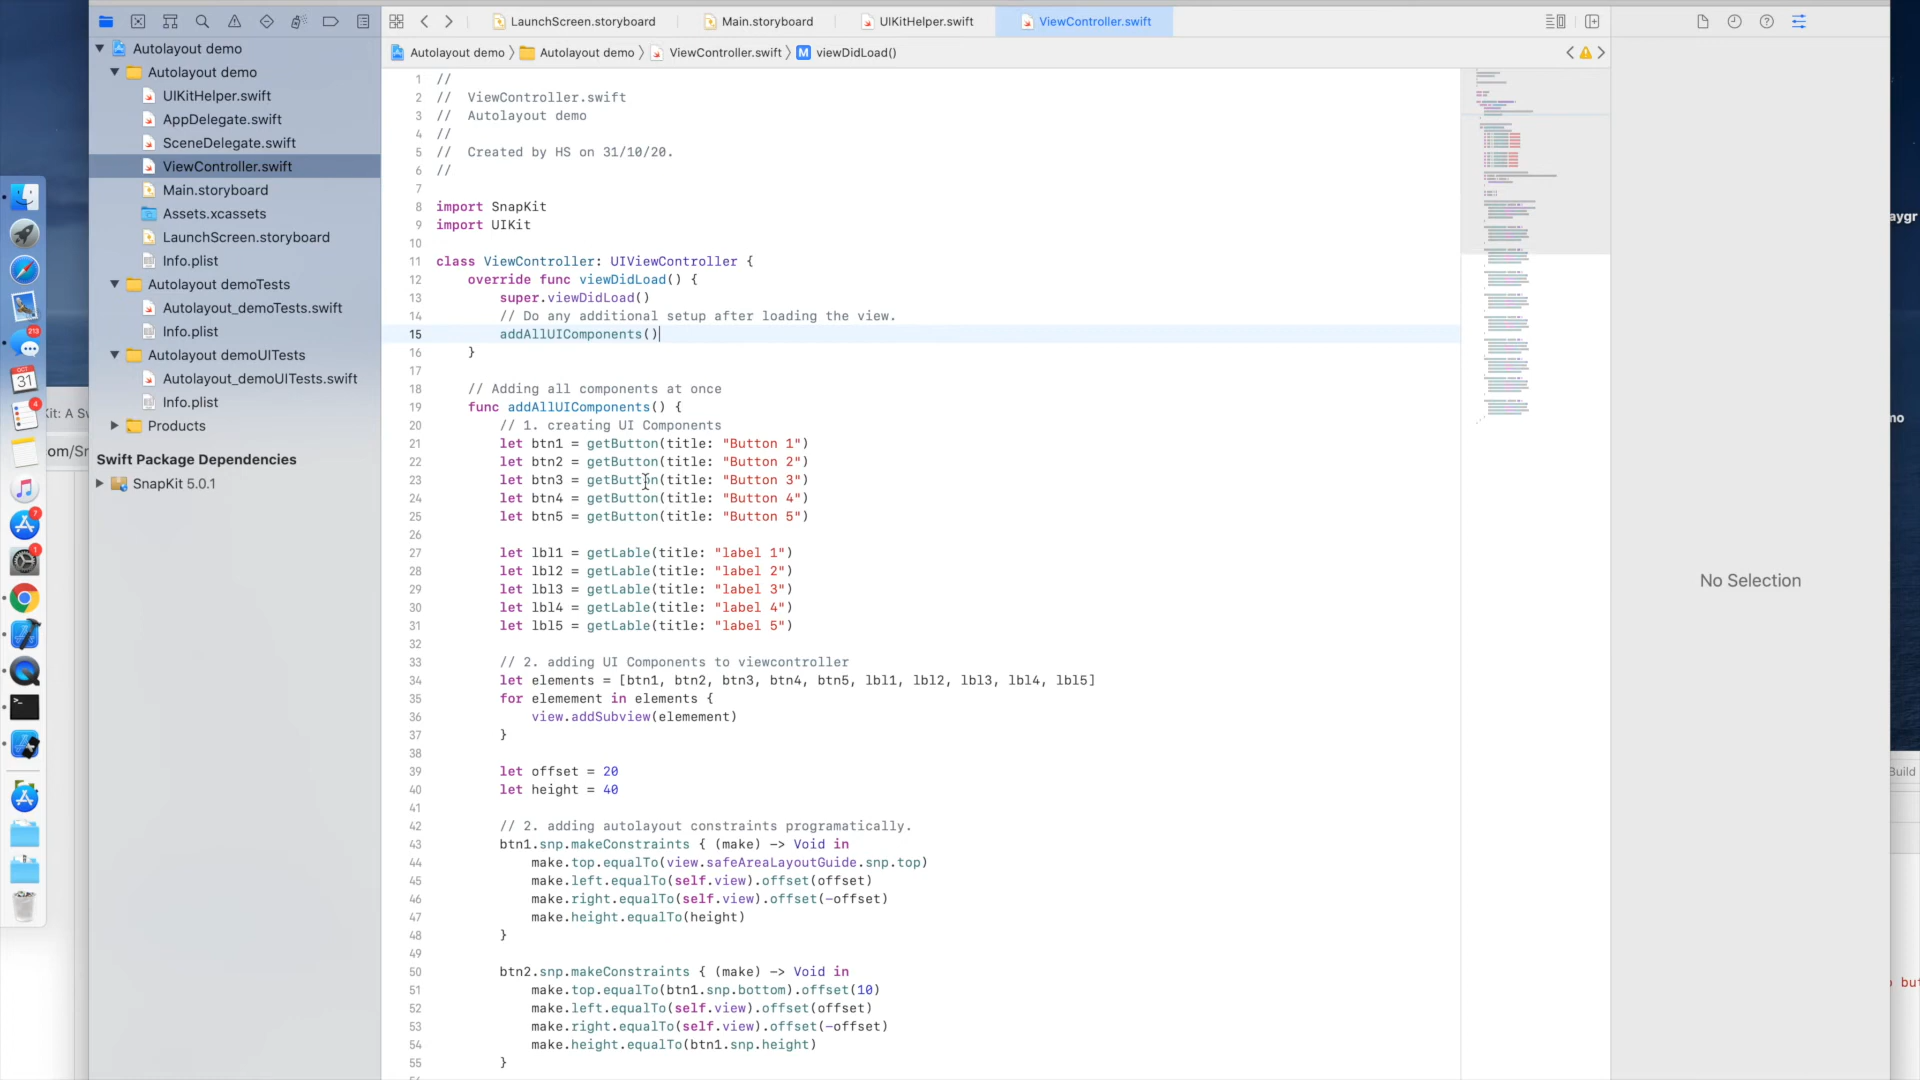 LaunchScreen.storyboard
Main.storyboard
UIKitHelper.swift
ViewController.swift
Autolayout demo
Autolayout demo
ViewController.swift
M viewDidLoad()
Autolayout demo
Autolayout demo
UIKitHelper.swift
AppDelegate.swift
SceneDelegate.swift
ViewController.swift
Main.storyboard
Assets.xcassets
LaunchScreen.storyboard
Info.plist
Autolayout demoTests
Autolayout_demoTests.swift
Info.plist
Autolayout demoUITests
Autolayout_demoUITests.swift
Info.plist
Products
Swift Package Dependencies
SnapKit 5.0.1
213
OCT
31
4
7
1
Kit: A Sw
om/Sn
1 //
2 //  ViewController.swift
3 //  Autolayout demo
4 //
5 //  Created by HS on 31/10/20.
6 //
7
8 import SnapKit
9 import UIKit
10
11 class ViewController: UIViewController {
12     override func viewDidLoad() {
13         super.viewDidLoad()
14         // Do any additional setup after loading the view.
15         addAllUIComponents()
16     }
17
18     // Adding all components at once
19     func addAllUIComponents() {
20         // 1. creating UI Components
21         let btn1 = getButton(title: "Button 1")
22         let btn2 = getButton(title: "Button 2")
23         let btn3 = getButton(title: "Button 3")
24         let btn4 = getButton(title: "Button 4")
25         let btn5 = getButton(title: "Button 5")
26
27         let lbl1 = getLable(title: "label 1")
28         let lbl2 = getLable(title: "label 2")
29         let lbl3 = getLable(title: "label 3")
30         let lbl4 = getLable(title: "label 4")
31         let lbl5 = getLable(title: "label 5")
32
33         // 2. adding UI Components to viewcontroller
34         let elements = [btn1, btn2, btn3, btn4, btn5, lbl1, lbl2, lbl3, lbl4, lbl5]
35         for elemement in elements {
36             view.addSubview(elemement)
37         }
38
39         let offset = 20
40         let height = 40
41
42         // 2. adding autolayout constraints programatically.
43         btn1.snp.makeConstraints { (make) -> Void in
44             make.top.equalTo(view.safeAreaLayoutGuide.snp.top)
45             make.left.equalTo(self.view).offset(offset)
46             make.right.equalTo(self.view).offset(-offset)
47             make.height.equalTo(height)
48         }
49
50         btn2.snp.makeConstraints { (make) -> Void in
51             make.top.equalTo(btn1.snp.bottom).offset(10)
52             make.left.equalTo(self.view).offset(offset)
53             make.right.equalTo(self.view).offset(-offset)
54             make.height.equalTo(btn1.snp.height)
55         }
No Selection
aygr
mo
Build
but